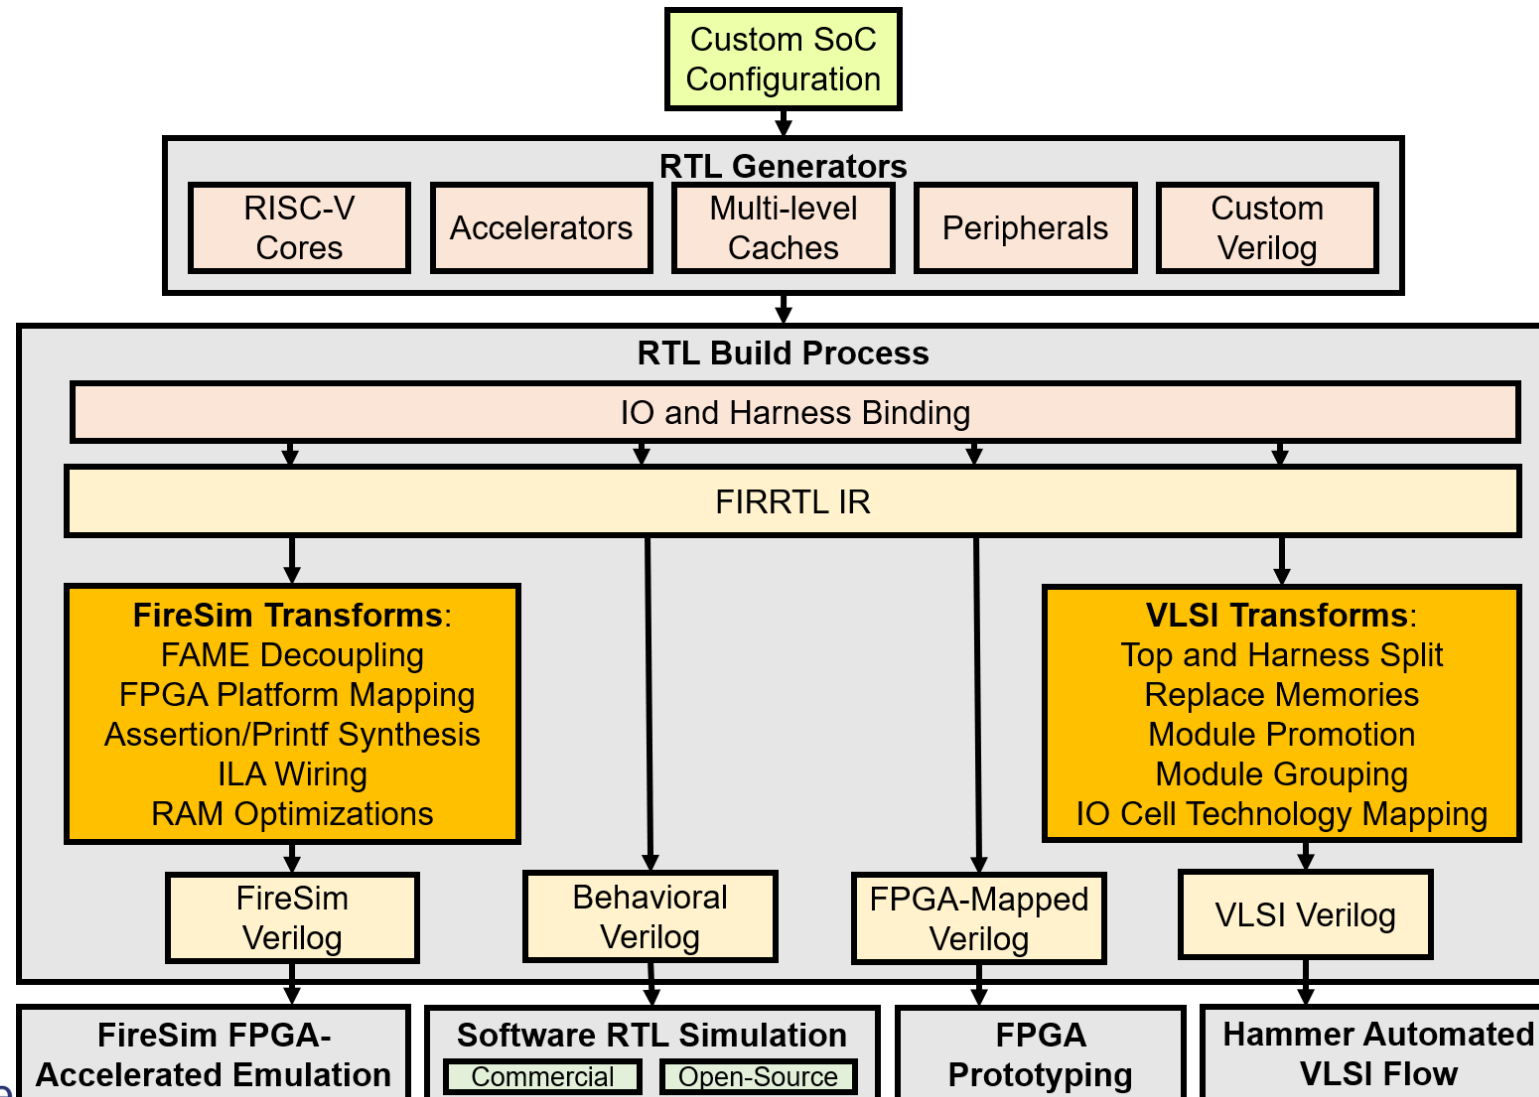 Custom SoC
Configuration
RTL Generators
RISC-V
Cores
Accelerators
Multi-level
Caches
Peripherals
Custom
Verilog
RTL Build Process
IO and Harness Binding
FIRRTL IR
FireSim Transforms:
FAME Decoupling
FPGA Platform Mapping
Assertion/Printf Synthesis
ILA Wiring
RAM Optimizations
VLSI Transforms:
Top and Harness Split
Replace Memories
Module Promotion
Module Grouping
IO Cell Technology Mapping
FireSim
Verilog
Behavioral
Verilog
FPGA-Mapped
Verilog
VLSI Verilog
FireSim FPGA-
Accelerated Emulation
Software RTL Simulation
Commercial
Open-Source
FPGA
Prototyping
Hammer Automated
VLSI Flow